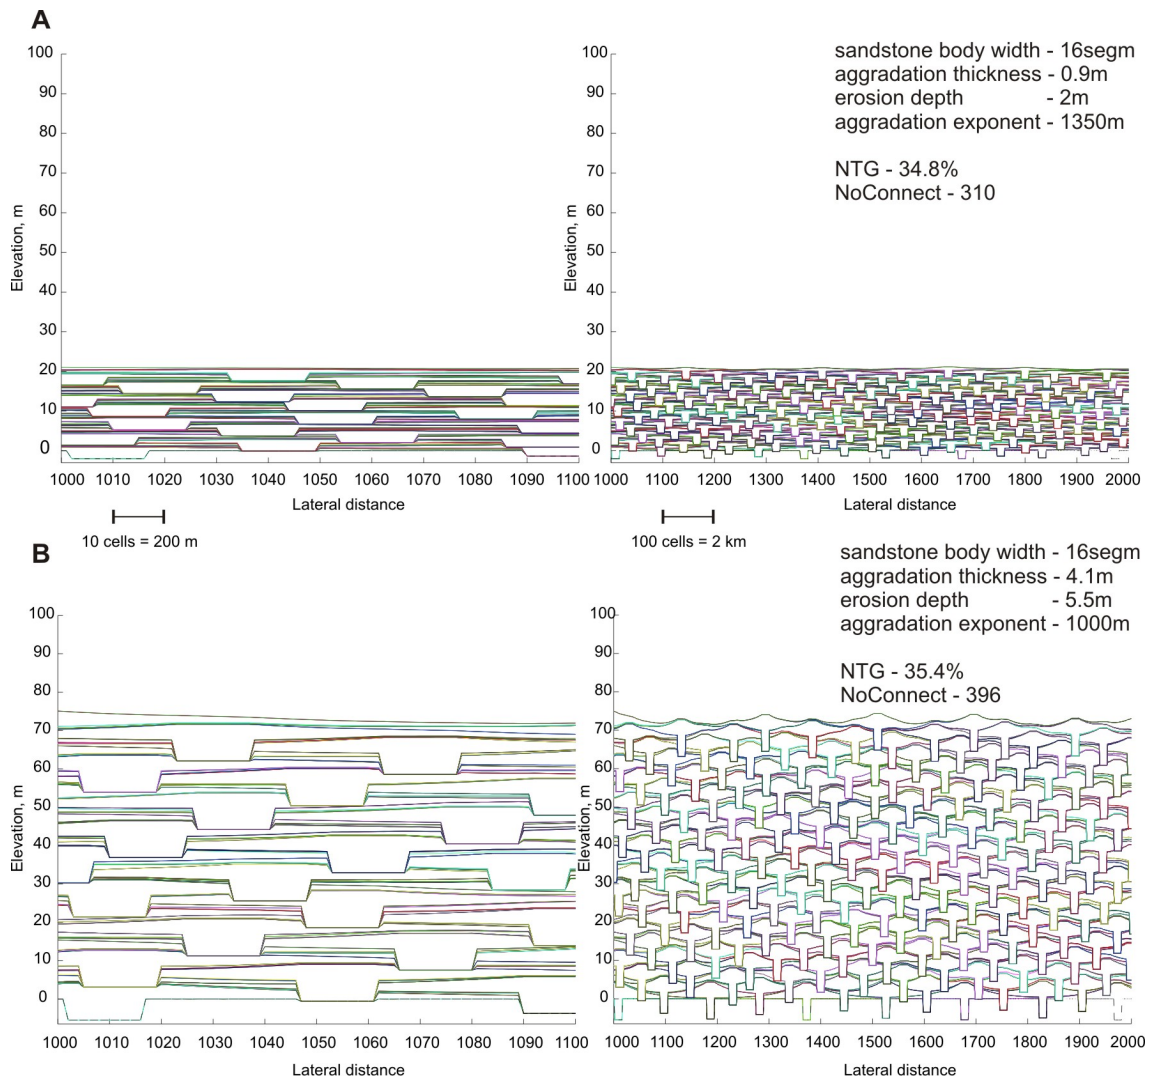 A
sandstone body width - 16segm
aggradation thickness - 0.9m
erosion depth - 2m
aggradation exponent - 1350m
NTG - 34.8%
NoConnect - 310
100
90
80
70
60
50
40
30
20
10
0
Elevation, m
1000 1010 1020 1030 1040 1050 1060 1070 1080 1090 1100
Lateral distance
10 cells = 200 m
100
90
80
70
60
50
40
30
20
10
0
Elevation, m
1000 1100 1200 1300 1400 1500 1600 1700 1800 1900 2000
Lateral distance
100 cells = 2 km
B
sandstone body width - 16segm
aggradation thickness - 4.1m
erosion depth - 5.5m
aggradation exponent - 1000m
NTG - 35.4%
NoConnect - 396
100
90
80
70
60
50
40
30
20
10
0
Elevation, m
1000 1010 1020 1030 1040 1050 1060 1070 1080 1090 1100
Lateral distance
100
90
80
70
60
50
40
30
20
10
0
Elevation, m
1000 1100 1200 1300 1400 1500 1600 1700 1800 1900 2000
Lateral distance